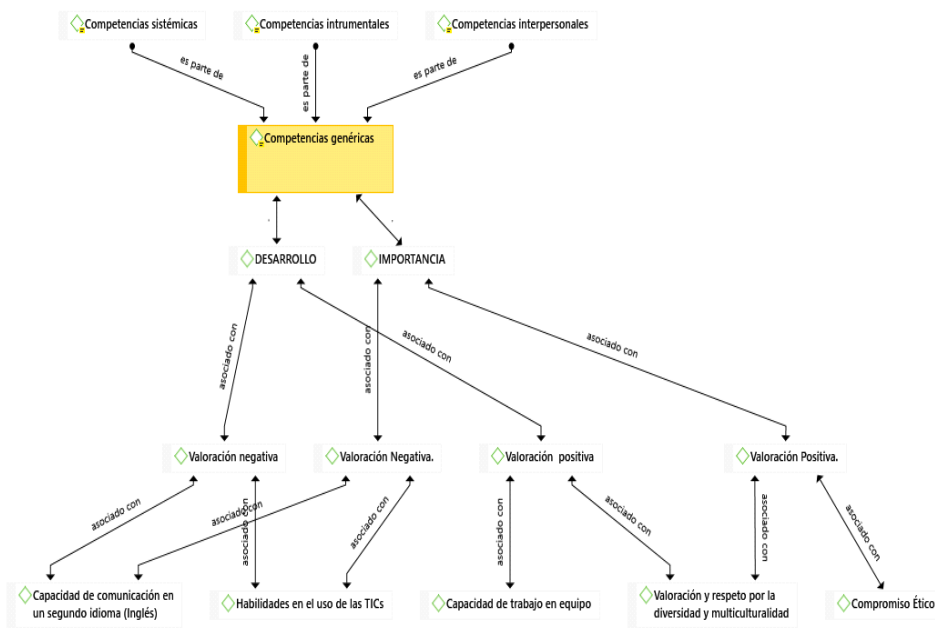 Competencias sistémicas
Competencias intrumentales
Competencias interpersonales
es parte de
es parte de
es parte de
Competencias genéricas
DESARROLLO
IMPORTANCIA
asociado con
asociado con
asociado con
asociado con
Valoración negativa
Valoración Negativa.
Valoración positiva
Valoración Positiva.
asociado con
asociado con
asociado con
asociado con
asociado con
asociado con
asociado con
asociado con
Capacidad de comunicación en
un segundo idioma (Inglés)
Habilidades en el uso de las TICs
Capacidad de trabajo en equipo
Valoración y respeto por la
diversidad y multiculturalidad
Compromiso Ético